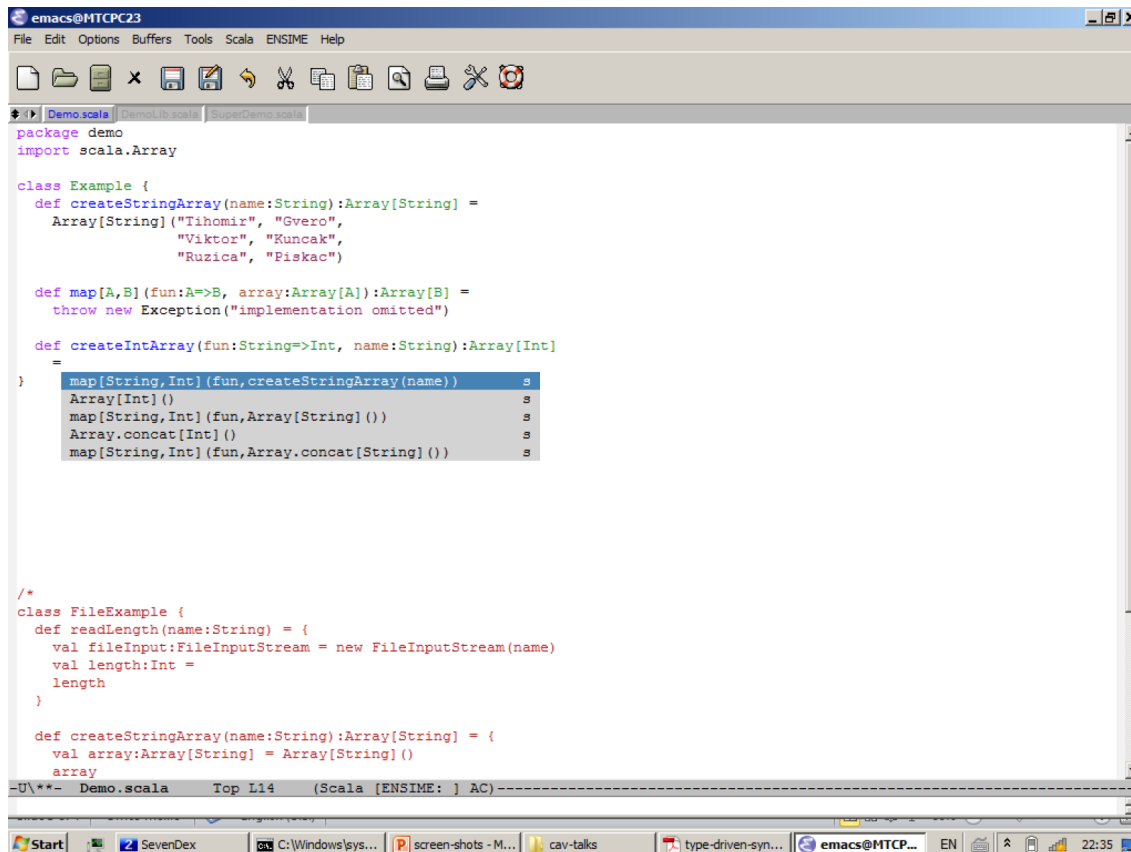 emacs@MTCPC23
File Edit Options Buffers Tools Scala ENSIME Help
Demo.scala DemoLib.scala SuperDemo.scala
package demo
import scala.Array
class Example {
  def createStringArray(name:String):Array[String] =
    Array[String]("Tihomir", "Gvero",
                  "Viktor", "Kuncak",
                  "Ruzica", "Piskac")
  def map[A,B](fun:A=>B, array:Array[A]):Array[B] =
    throw new Exception("implementation omitted")
  def createIntArray(fun:String=>Int, name:String):Array[Int]
    =
} map[String,Int](fun,createStringArray(name)) s
Array[Int]() s
map[String,Int](fun,Array[String]()) s
Array.concat[Int]() s
map[String,Int](fun,Array.concat[String]()) s
/*
class FileExample {
  def readLength(name:String) = {
    val fileInput:FileInputStream = new FileInputStream(name)
    val length:Int =
    length
  }
  def createStringArray(name:String):Array[String] = {
    val array:Array[String] = Array[String]()
    array
-U\**-  Demo.scala     Top L14    (Scala [ENSIME: ] AC)-----------------------------------------------------------------------
Start SevenDex C:\Windows\sys... screen-shots - M... cav-talks type-driven-syn... emacs@MTCP... EN 22:35